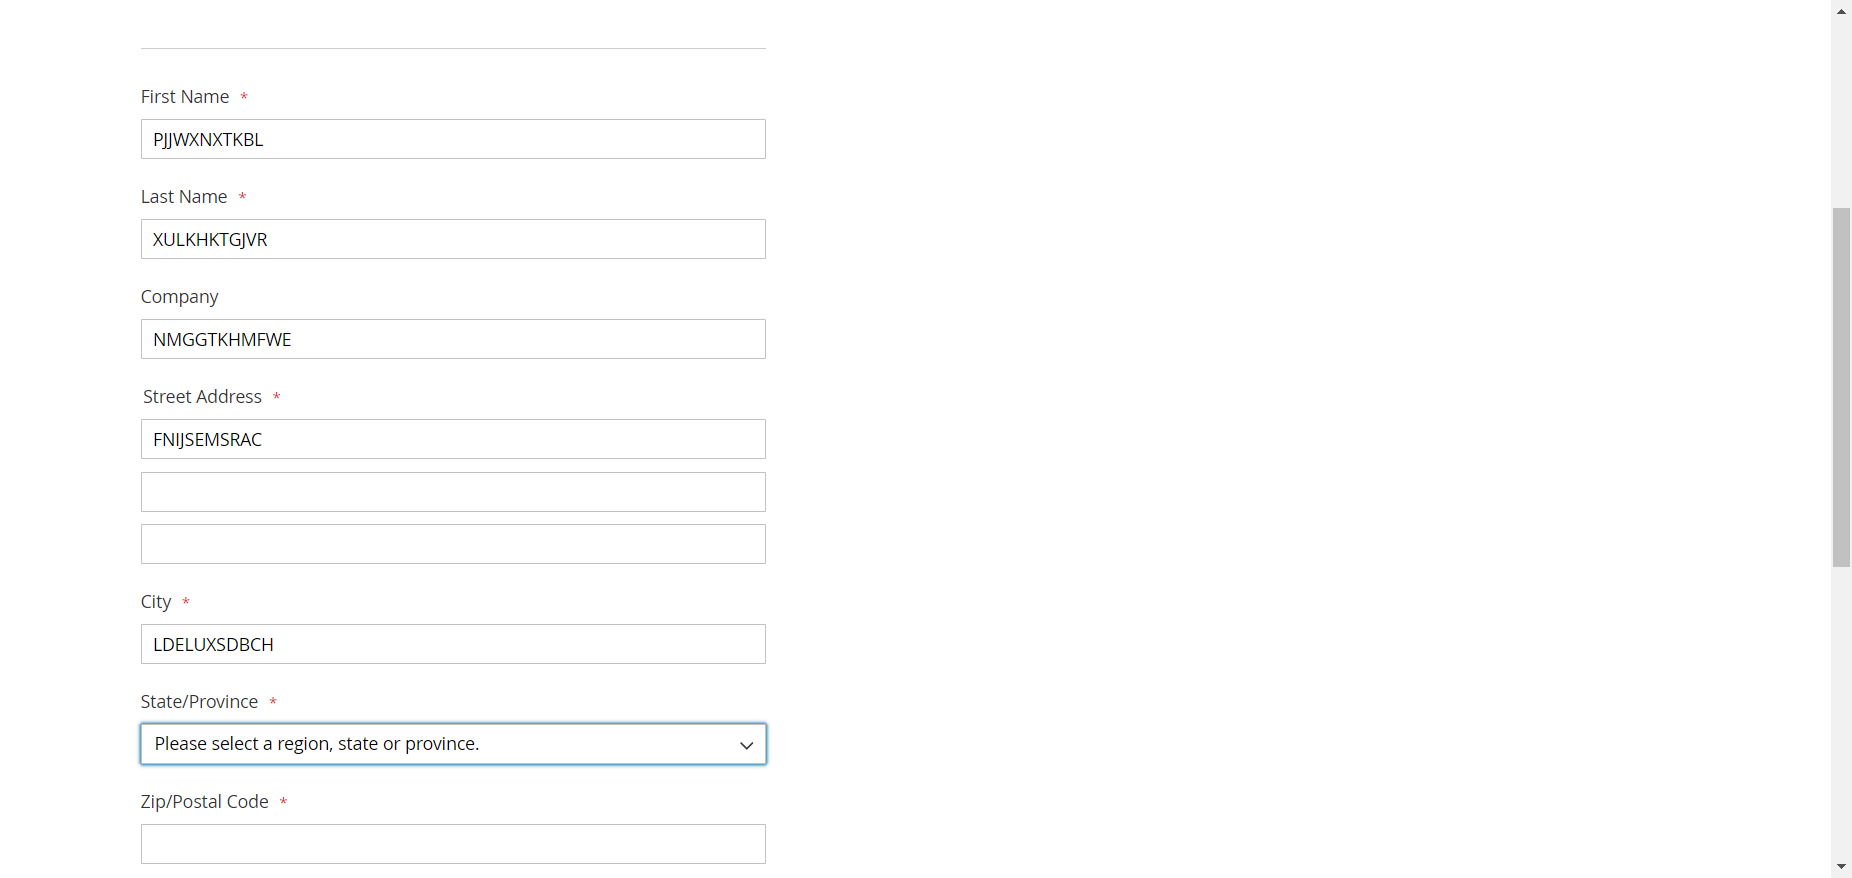 First Name *
PJJWXNXTKBL
Last Name *
XULKHKTGJVR
Company
NMGGTKHMFWE
Street Address *
FNIJSEMSRAC
City *
LDELUXSDBCH
State/Province *
Please select a region, state or province.
Zip/Postal Code *